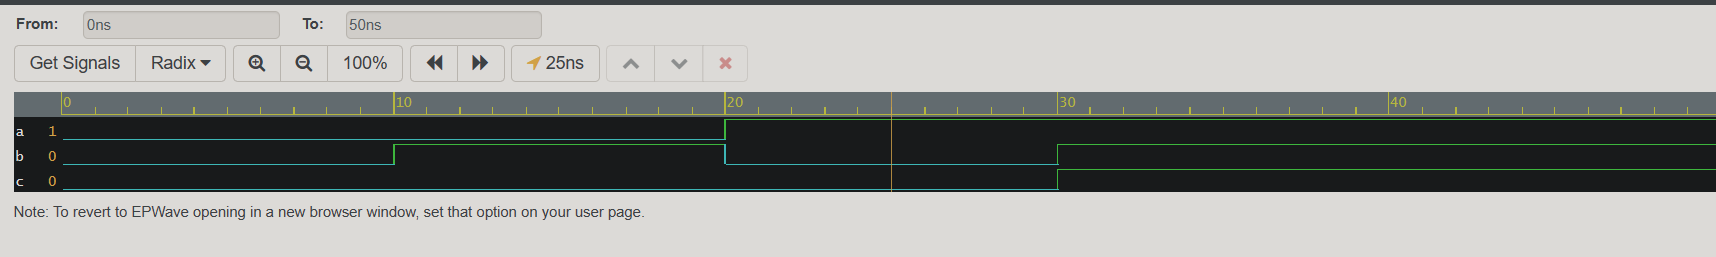 From: 0ns To: 50ns
Get Signals Radix 100% 25ns
0 10 20 30 40
a 1
b 0
c 0
Note: To revert to EPWave opening in a new browser window, set that option on your user page.